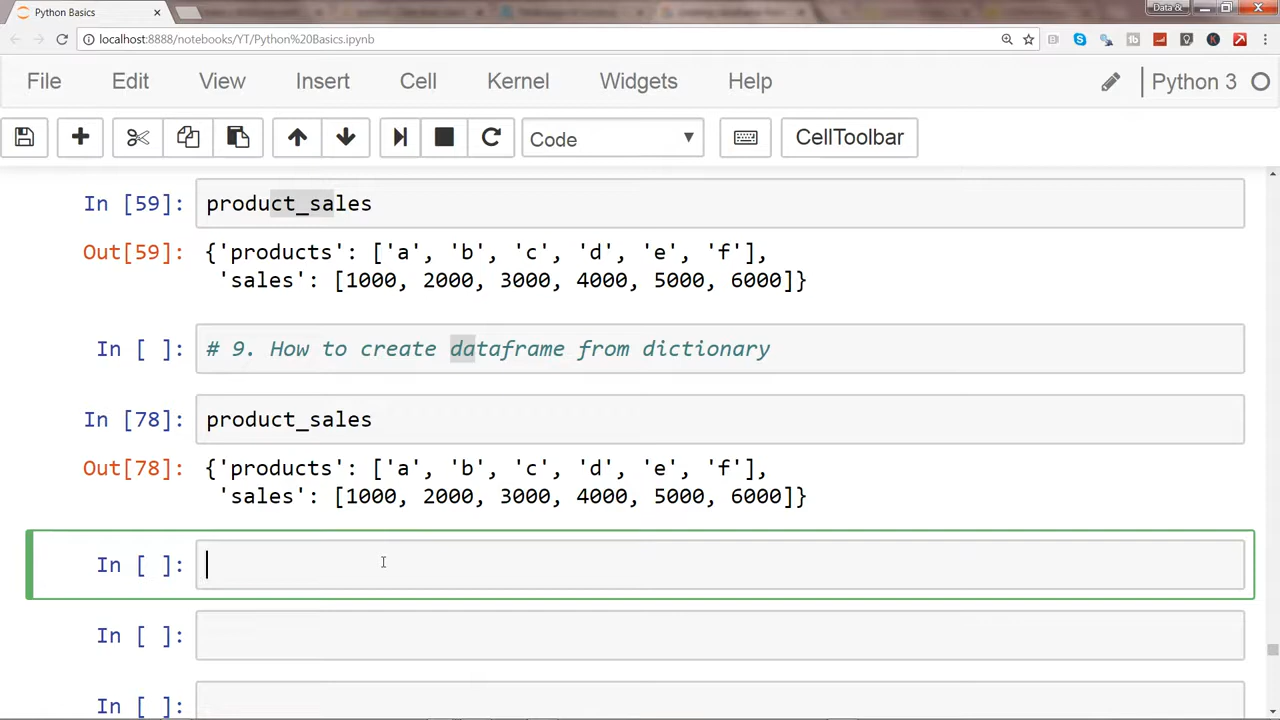 Python Basics
Data &
localhost:8888/notebooks/YT/Python%20Basics.ipynb
File Edit View Insert Cell Kernel Widgets Help Python 3
Code CellToolbar
In [59]: product_sales
Out[59]: {'products': ['a', 'b', 'c', 'd', 'e', 'f'],
'sales': [1000, 2000, 3000, 4000, 5000, 6000]}
In [ ]: # 9. How to create dataframe from dictionary
In [78]: product_sales
Out[78]: {'products': ['a', 'b', 'c', 'd', 'e', 'f'],
'sales': [1000, 2000, 3000, 4000, 5000, 6000]}
In [ ]:
In [ ]:
In [ ]: